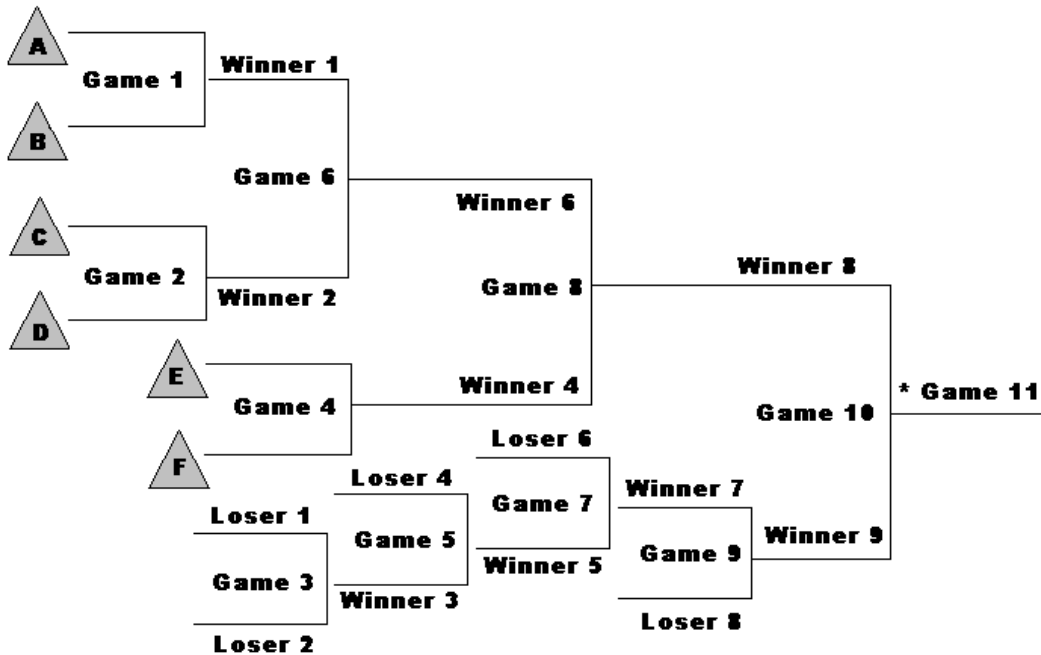 A
Winner 1
Game 1
B
Game 6
Winner 6
C
Game 2
Winner 2
D
Game 8
Winner 8
E
Winner 4
* Game 11
Game 4
Game 10
F
Loser 6
Loser 4
Winner 7
Game 7
Loser 1
Game 5
Winner 9
Game 9
Winner 5
Game 3
Winner 3
Loser 8
Loser 2